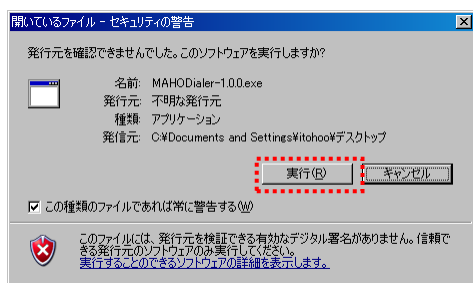 開いているファイル - セキュリティの警告
発行元を確認できませんでした。このソフトウェアを実行しますか?
名前: MAHODialer-1.0.0.exe
発行元: 不明な発行元
種類: アプリケーション
発信元: C:¥Documents and Settings¥itohoo¥デスクトップ
実行(R) キャンセル
この種類のファイルであれば常に警告する(W)
このファイルには、発行元を検証できる有効なデジタル署名がありません。信頼で
きる発行元のソフトウェアのみ実行してください。
実行することのできるソフトウェアの詳細を表示します。